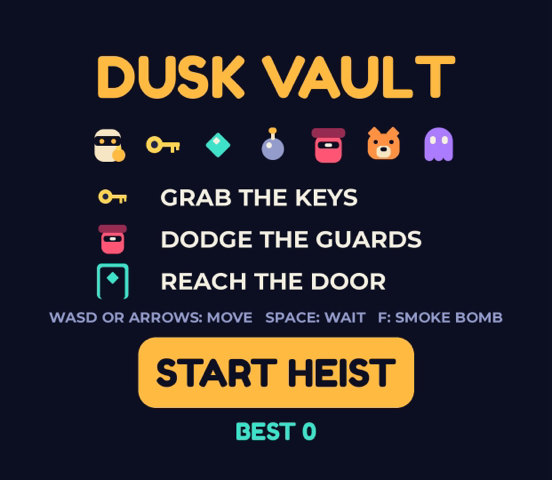 DUSK VAULT
GRAB THE KEYS
DODGE THE GUARDS
REACH THE DOOR
WASD OR ARROWS: MOVE   SPACE: WAIT   F: SMOKE BOMB
START HEIST
BEST 0